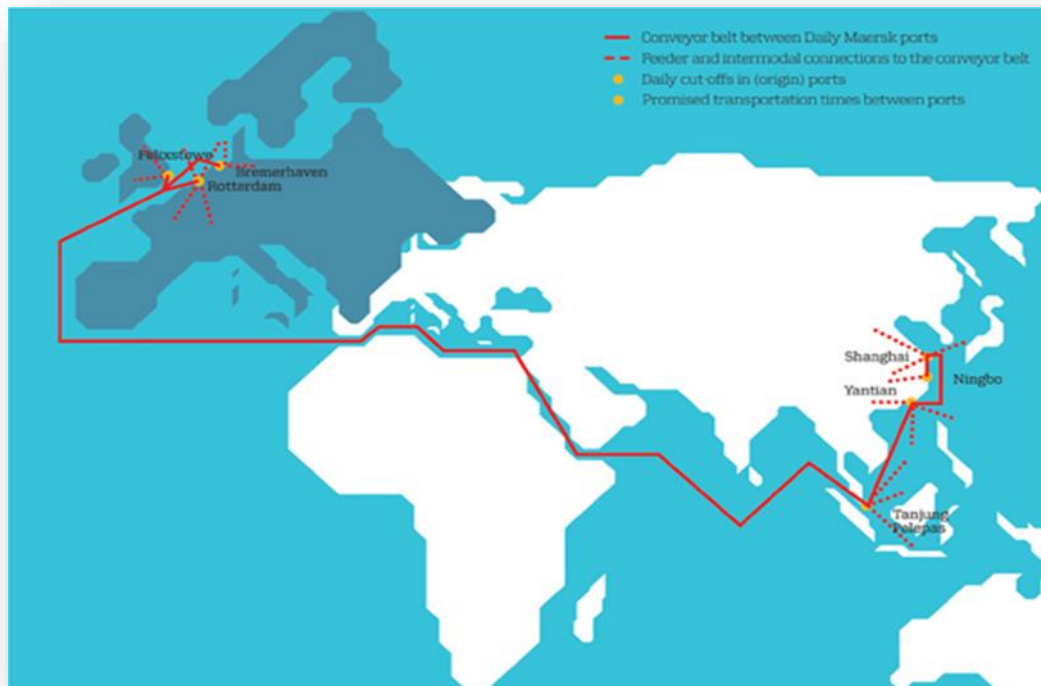 Conveyor belt between Daily Maersk ports
Feeder and intermodal connections to the conveyor belt
Daily cut-offs in (origin) ports
Promised transportation times between ports
Felixstowe
Bremerhaven
Rotterdam
Shanghai
Ningbo
Yantian
Tanjung
Pelepas